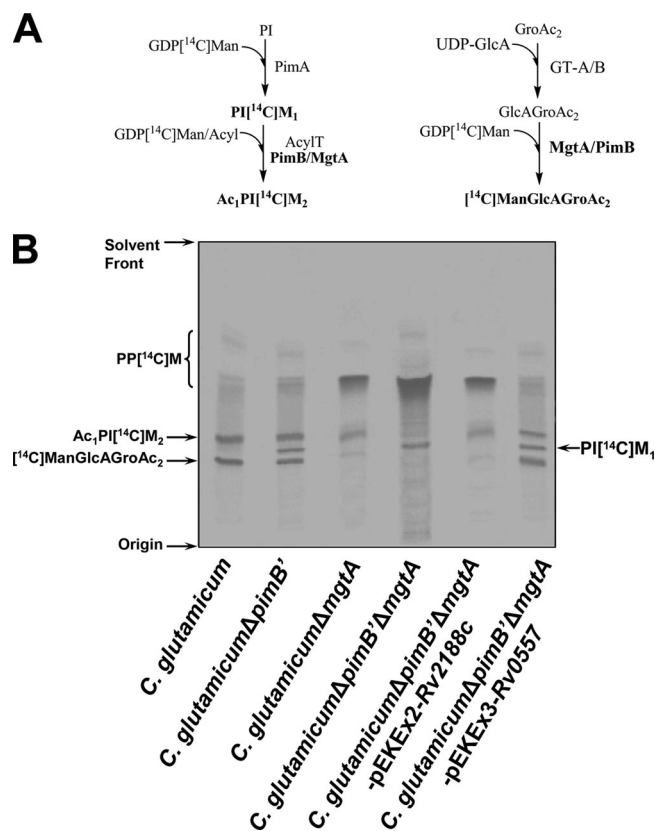 A
PI
GDP[¹⁴C]Man
PimA
PI[¹⁴C]M₁
GDP[¹⁴C]Man/Acyl
AcylT
PimB/MgtA
Ac₁PI[¹⁴C]M₂
GroAc₂
UDP-GlcA
GT-A/B
GlcAGroAc₂
GDP[¹⁴C]Man
MgtA/PimB
[¹⁴C]ManGlcAGroAc₂
B
Solvent
Front
PP[¹⁴C]M
Ac₁PI[¹⁴C]M₂
[¹⁴C]ManGlcAGroAc₂
Origin
PI[¹⁴C]M₁
C. glutamicum
C. glutamicumΔpimB'
C. glutamicumΔmgtA
C. glutamicumΔpimB'ΔmgtA
C. glutamicumΔpimB'ΔmgtA
-pEKEx2-Rv2188c
C. glutamicumΔpimB'ΔmgtA
-pEKEx3-Rv0557